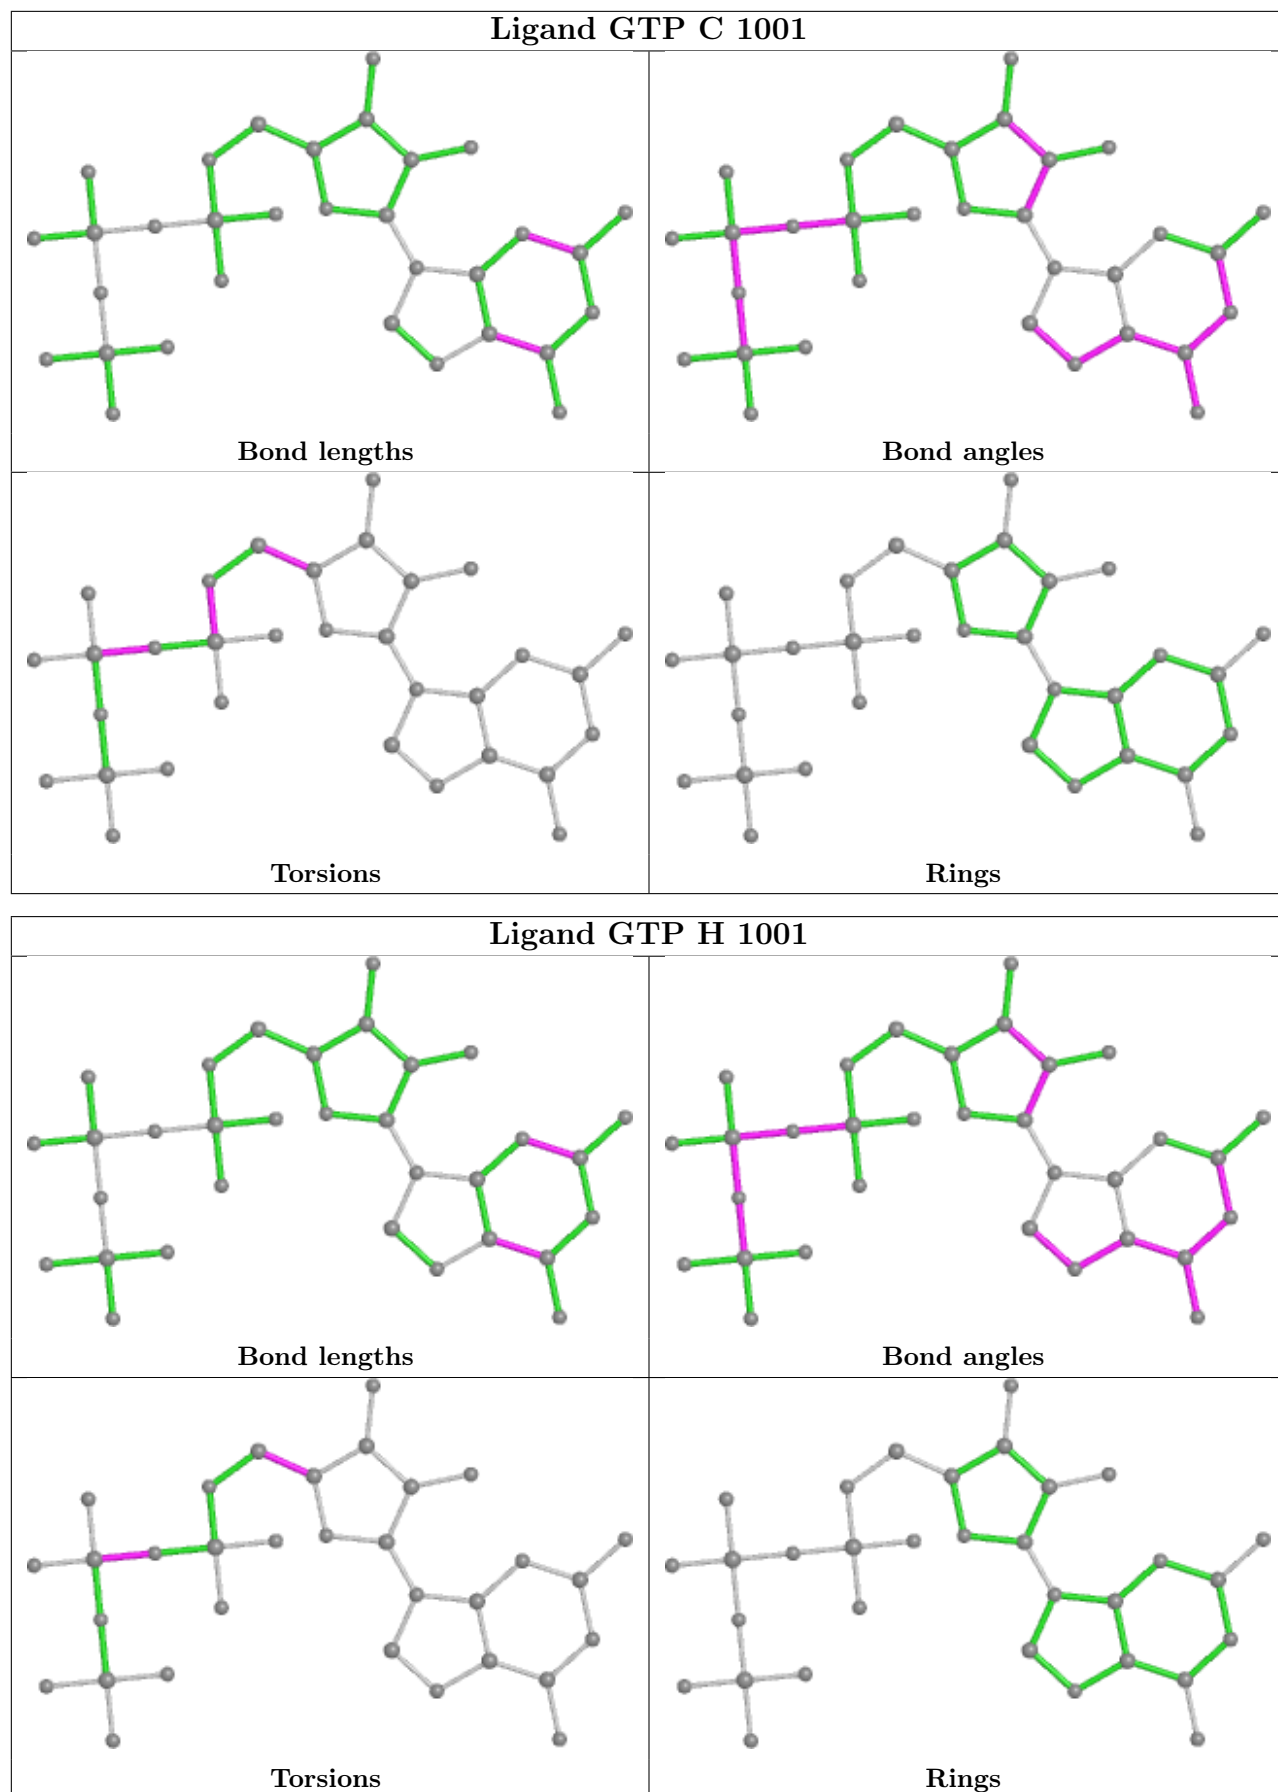 Ligand GTP C 1001
Bond lengths
Bond angles
Torsions
Rings
Ligand GTP H 1001
Bond lengths
Bond angles
Torsions
Rings